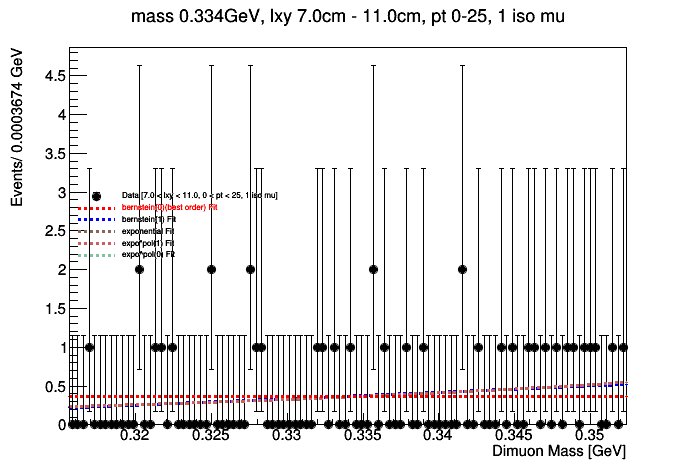 mass 0.334GeV, lxy 7.0cm - 11.0cm, pt 0-25, 1 iso mu
Events/ 0.0003674 GeV
4.5
4
3.5
3
2.5
2
1.5
1
0.5
0
Data [7.0 < lxy < 11.0, 0 < pt < 25, 1 iso mu]
bernstein[0](best order) Fit
bernstein[1] Fit
exponential Fit
expo*pol(1) Fit
expo*pol(0) Fit
0.32 0.325 0.33 0.335 0.34 0.345 0.35
Dimuon Mass [GeV]